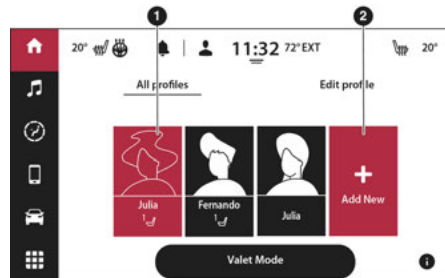 1 2
20° 11:32 72°EXT 20°
All profiles Edit profile
Julia Fernando Julia Add New
1 1
Valet Mode